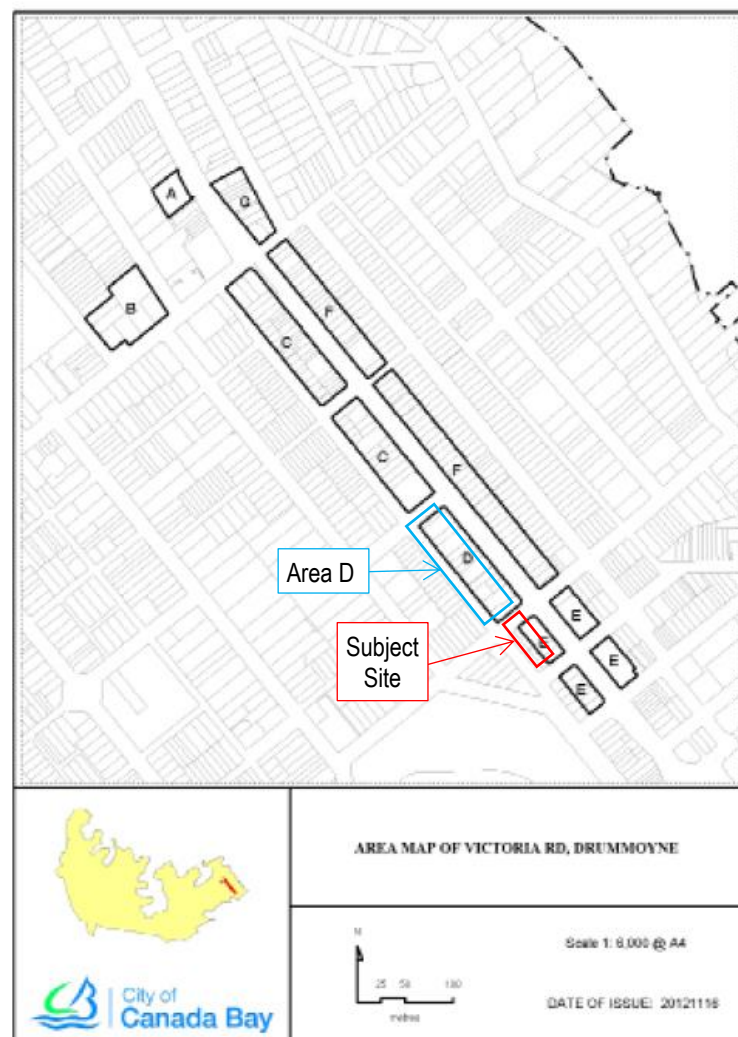 A
G
B
F
C
C
F
D
Area D
E
E
E
E
Subject
Site
AREA MAP OF VICTORIA RD, DRUMMOYNE
N
Scale 1: 6,000 @ A4
25 50 100
metres
DATE OF ISSUE: 20121116
City of
Canada Bay